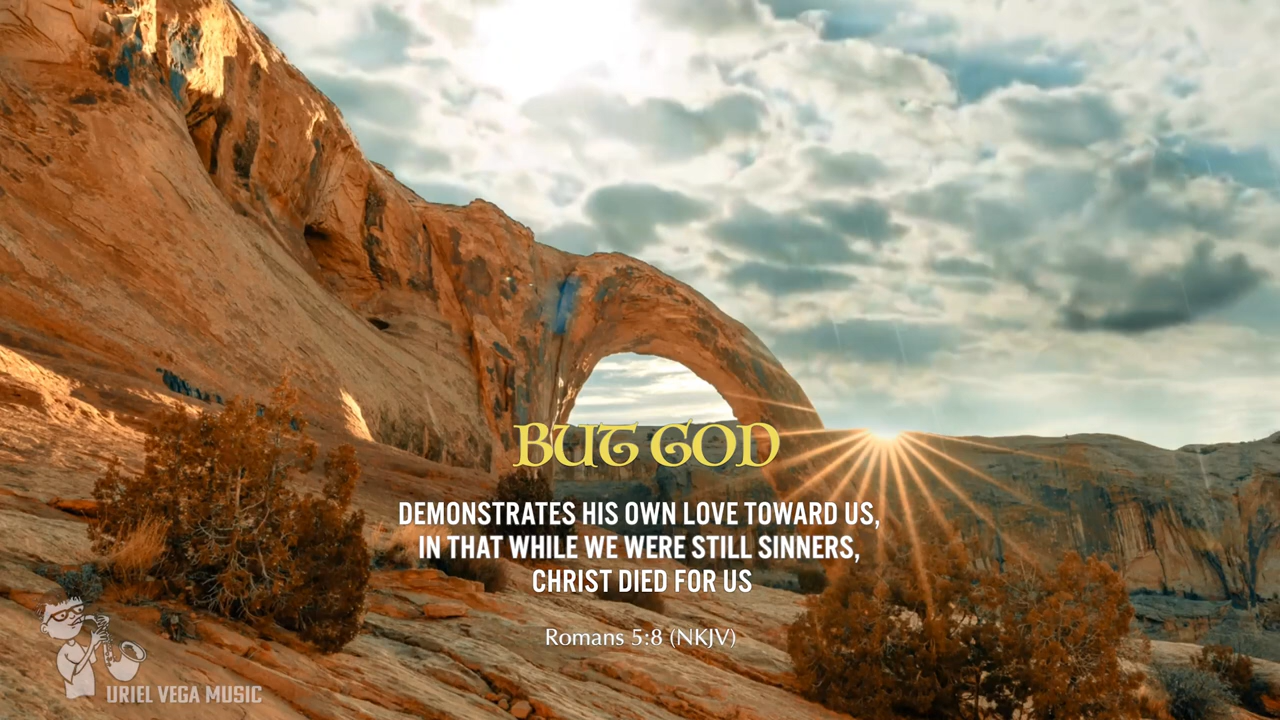 BUT GOD
DEMONSTRATES HIS OWN LOVE TOWARD US,
IN THAT WHILE WE WERE STILL SINNERS,
CHRIST DIED FOR US
Romans 5:8 (NKJV)
URIEL VEGA MUSIC